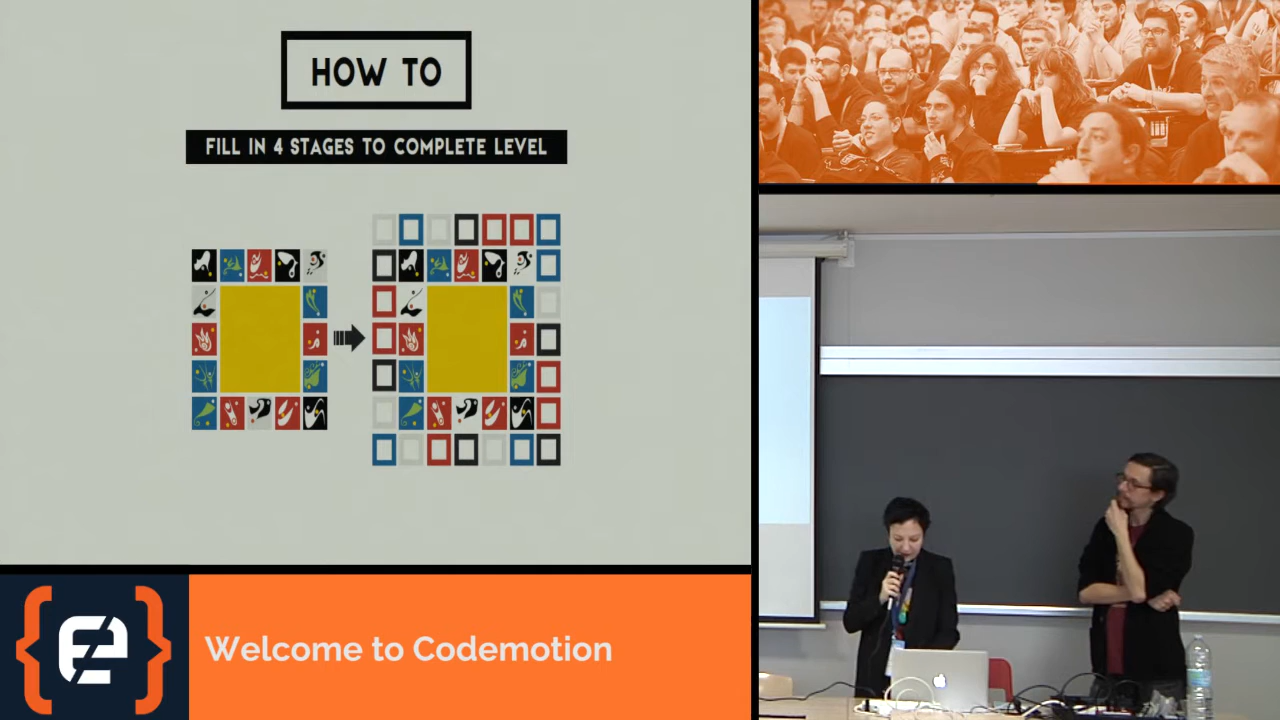 HOW TO
FILL IN 4 STAGES TO COMPLETE LEVEL
Welcome to Codemotion